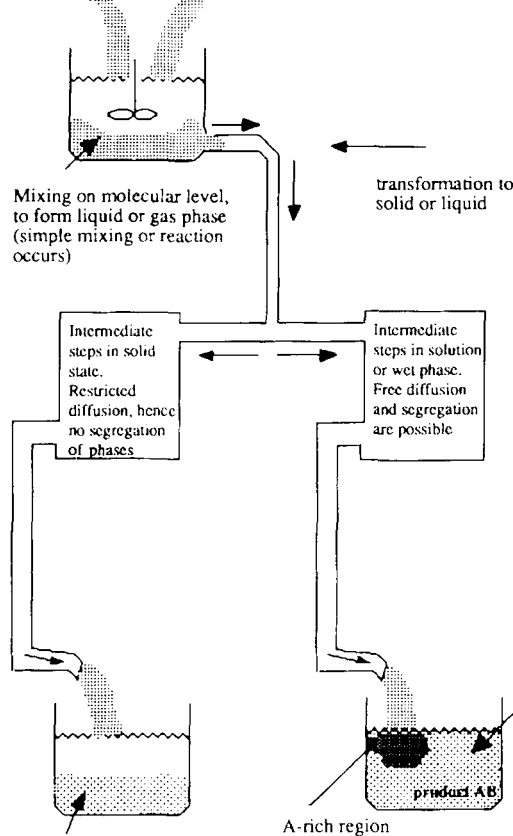 Mixing on molecular level,
to form liquid or gas phase
(simple mixing or reaction
occurs)
transformation to
solid or liquid
Intermediate
steps in solid
state.
Restricted
diffusion, hence
no segregation
of phases
Intermediate
steps in solution
or wet phase.
Free diffusion
and segregation
are possible
product AB
A-rich region